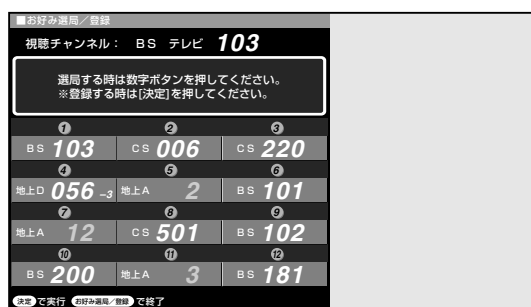 ■お好み選局／登録
視聴チャンネル： BS テレビ 103
選局する時は数字ボタンを押してください。
※登録する時は[決定]を押してください。
① ② ③
BS 103 CS 006 CS 220
④ ⑤ ⑥
地上D 056 -3 地上A 2 BS 101
⑦ ⑧ ⑨
地上A 12 CS 501 BS 102
⑩ ⑪ ⑫
BS 200 地上A 3 BS 181
決定 で実行 お好み選局／登録 で終了